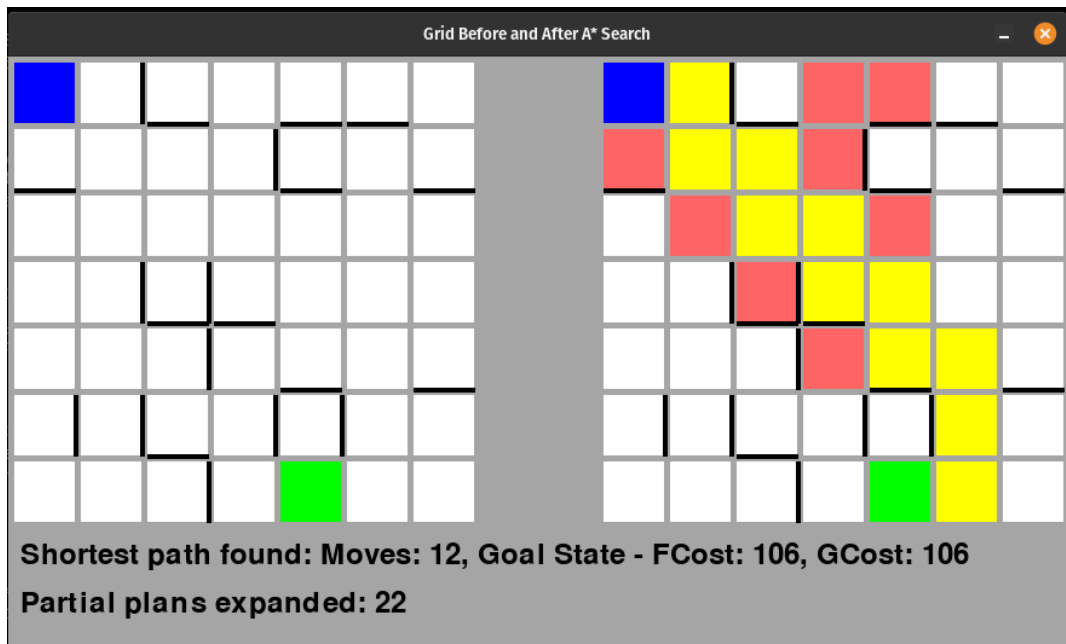 Grid Before and After A* Search
Shortest path found: Moves: 12, Goal State - FCost: 106, GCost: 106
Partial plans expanded: 22